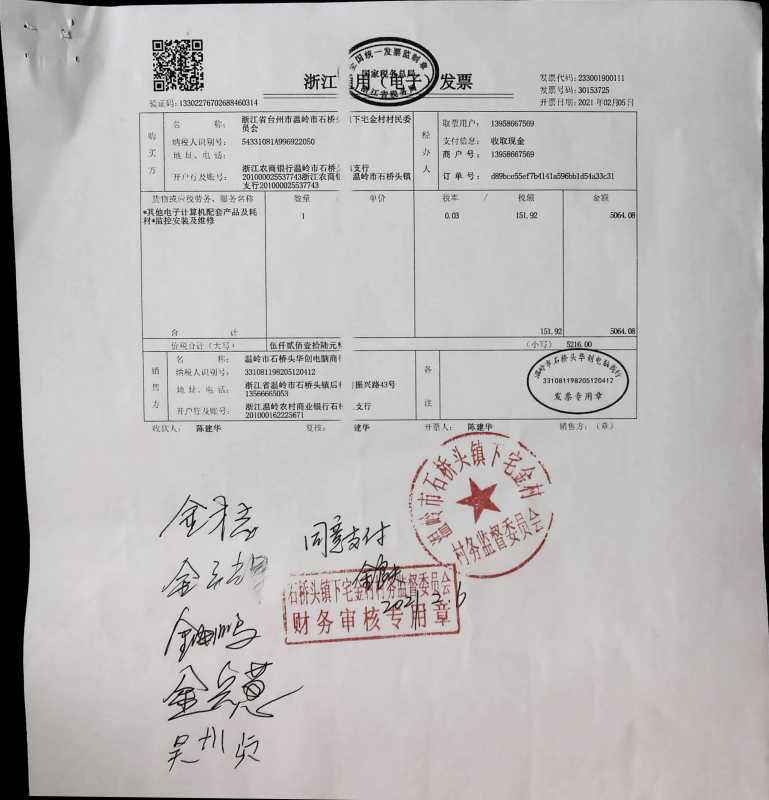 全国统一发票监制章
国家税务总局
浙江省税务局
浙江 通用（电子）发票
发票代码: 233001900111
发票号码: 30153725
开票日期: 2021 年02月05日
验证码: 13302276702688460314
购买方
名 称: 浙江省台州市温岭市石桥头 下宅金村村民委员会
纳税人识别号: 54331081A996922050
地 址、电 话:
开户行及账号: 浙江农商银行温岭市石桥头 支行
201000025537743浙江农商银 温岭市石桥头镇
支行201000025537743
经办人
取票用户: 13958667569
支付信息: 收取现金
商 户 号: 13958667569
订 单 号: d89bce55ef7b4141a596bb1d54a33c31
货物或应税劳务、服务名称 数量 单价 税率 / 税额 金额
*其他电子计算机配套产品及耗材*监控安装及维修 1 0.03 151.92 5064.08
合 计 151.92 5064.08
价税合计（大写） 伍仟贰佰壹拾陆元整 (小写) 5216.00
销售方
名 称: 温岭市石桥头华创电脑商行
纳税人识别号: 331081198205120412
地 址、电 话: 浙江省温岭市石桥头镇后 振兴路43号
13566665053
开户行及账号: 浙江温岭农村商业银行石 支行
201000162225671
备注
温岭市石桥头华创电脑商行
331081198205120412
发票专用章
收款人: 陈建华 复核: 建华 开票人: 陈建华 销售方: （章）
温岭市石桥头镇下宅金村
村务监督委员会
同意支付
石桥头镇下宅金村村务监督委员会
财务审核专用章
2021.2.6